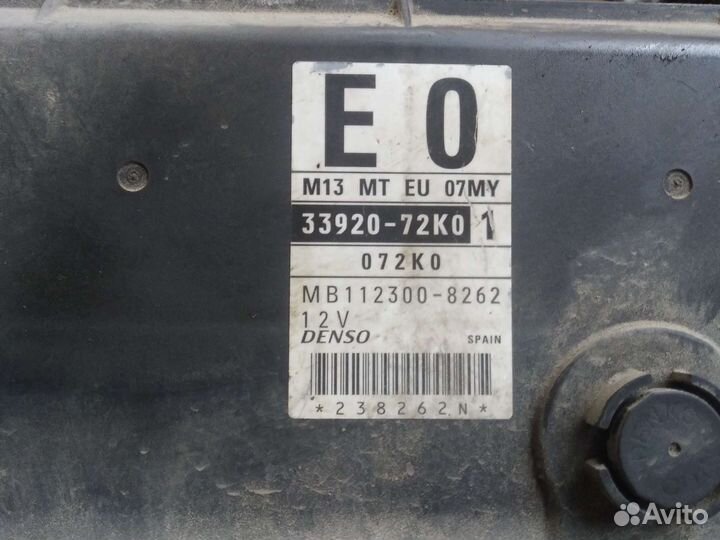 E 0
M13 MT EU 07MY
33920-72K0 1
072K0
MB112300-8262
12V
DENSO SPAIN
*238262N*
Avito